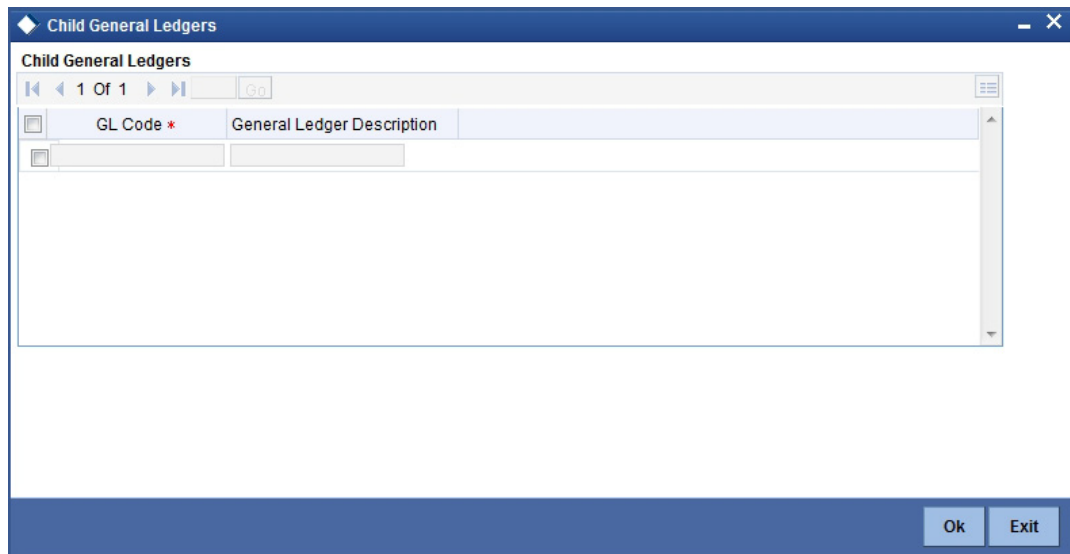 Child General Ledgers
Child General Ledgers
1 Of 1 Go
GL Code * General Ledger Description
Ok Exit